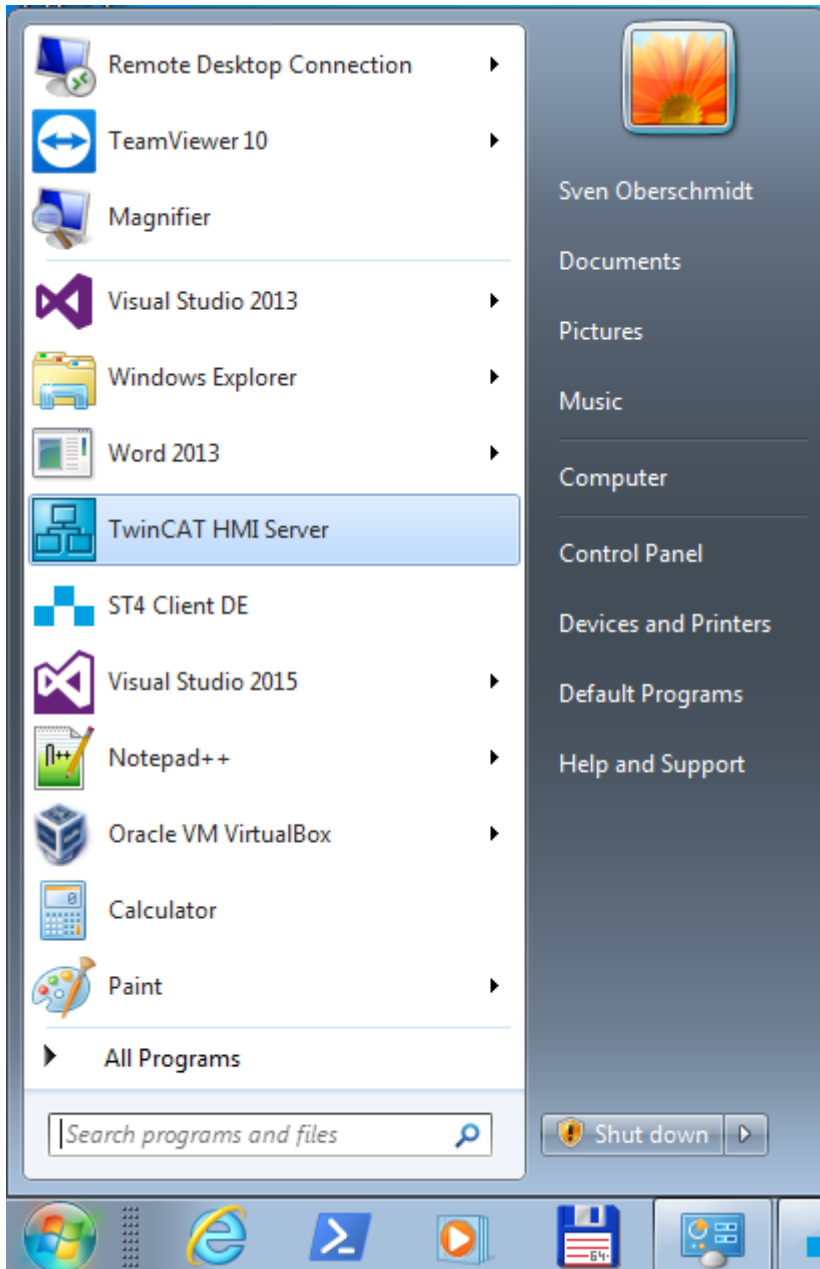 Remote Desktop Connection
TeamViewer 10
Magnifier
Visual Studio 2013
Windows Explorer
Word 2013
TwinCAT HMI Server
ST4 Client DE
Visual Studio 2015
Notepad++
Oracle VM VirtualBox
Calculator
Paint
All Programs
Search programs and files
Sven Oberschmidt
Documents
Pictures
Music
Computer
Control Panel
Devices and Printers
Default Programs
Help and Support
Shut down
64